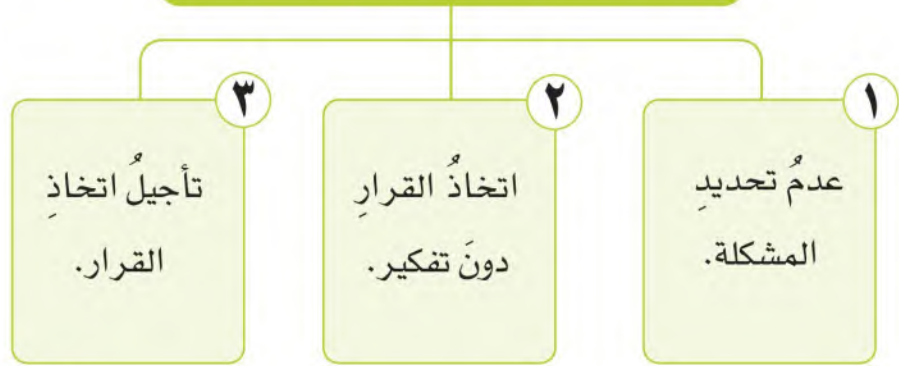 ١
عدمُ تحديدِ
المشكلة.
٢
اتخاذُ القرارِ
دونَ تفكير.
٣
تأجيلُ اتخاذِ
القرار.